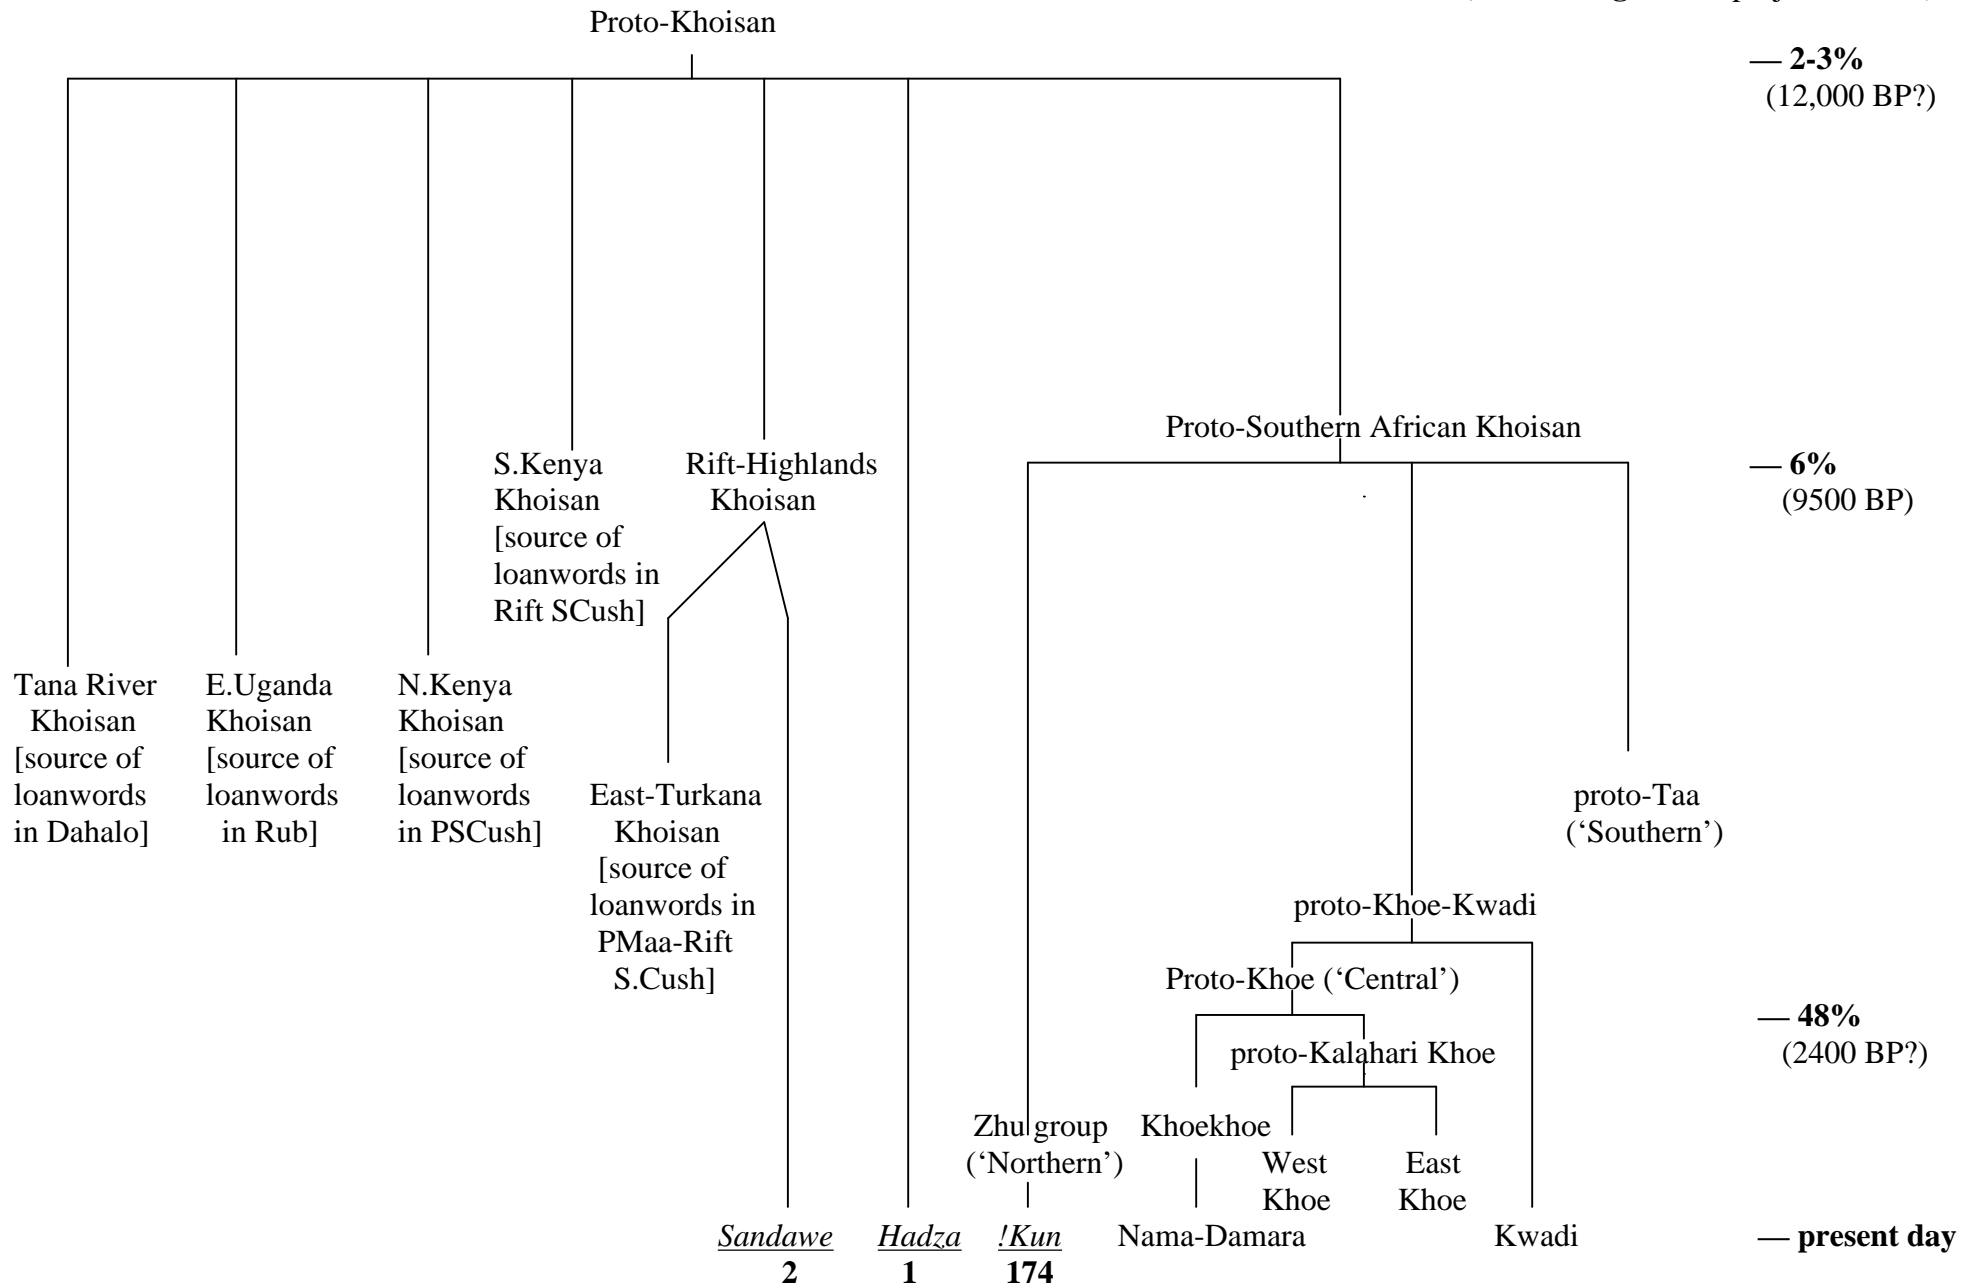 Proto-Khoisan
— 2-3%
(12,000 BP?)
Proto-Southern African Khoisan
— 6%
(9500 BP)
S.Kenya
Khoisan
[source of
loanwords in
Rift SCush]
Rift-Highlands
Khoisan
Tana River
Khoisan
[source of
loanwords
in Dahalo]
E.Uganda
Khoisan
[source of
loanwords
in Rub]
N.Kenya
Khoisan
[source of
loanwords
in PSCush]
East-Turkana
Khoisan
[source of
loanwords in
PMaa-Rift
S.Cush]
proto-Taa
(‘Southern’)
proto-Khoe-Kwadi
Proto-Khoe (‘Central’)
— 48%
(2400 BP?)
proto-Kalahari Khoe
Zhu group
(‘Northern’)
Khoekhoe
West
Khoe
East
Khoe
Sandawe
2
Hadza
1
!Kun
174
Nama-Damara
Kwadi
— present day